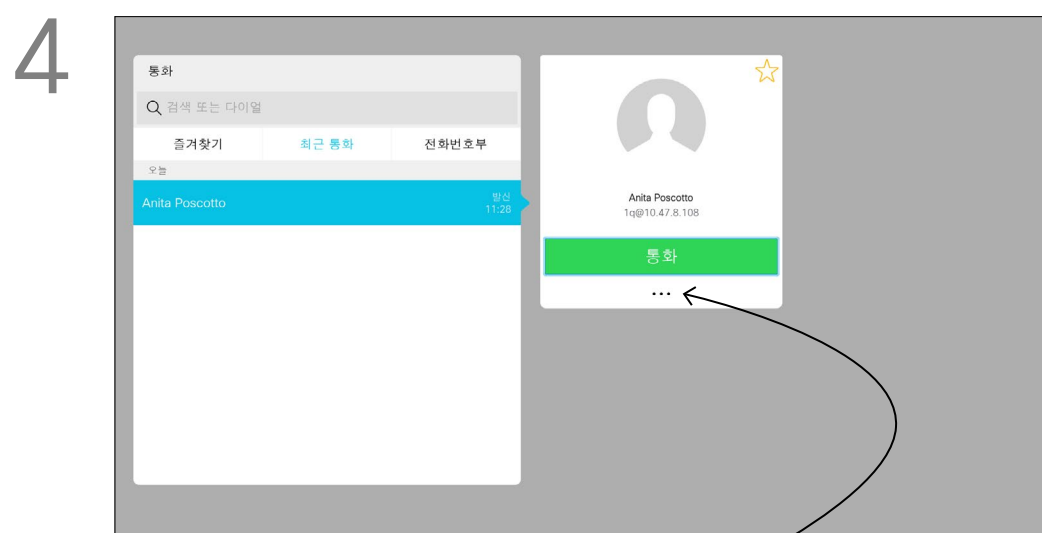 4
통화
검색 또는 다이얼
즐겨찾기 최근 통화 전화번호부
오늘
Anita Poscotto 발신
11:28
Anita Poscotto
1q@10.47.8.108
통화
...